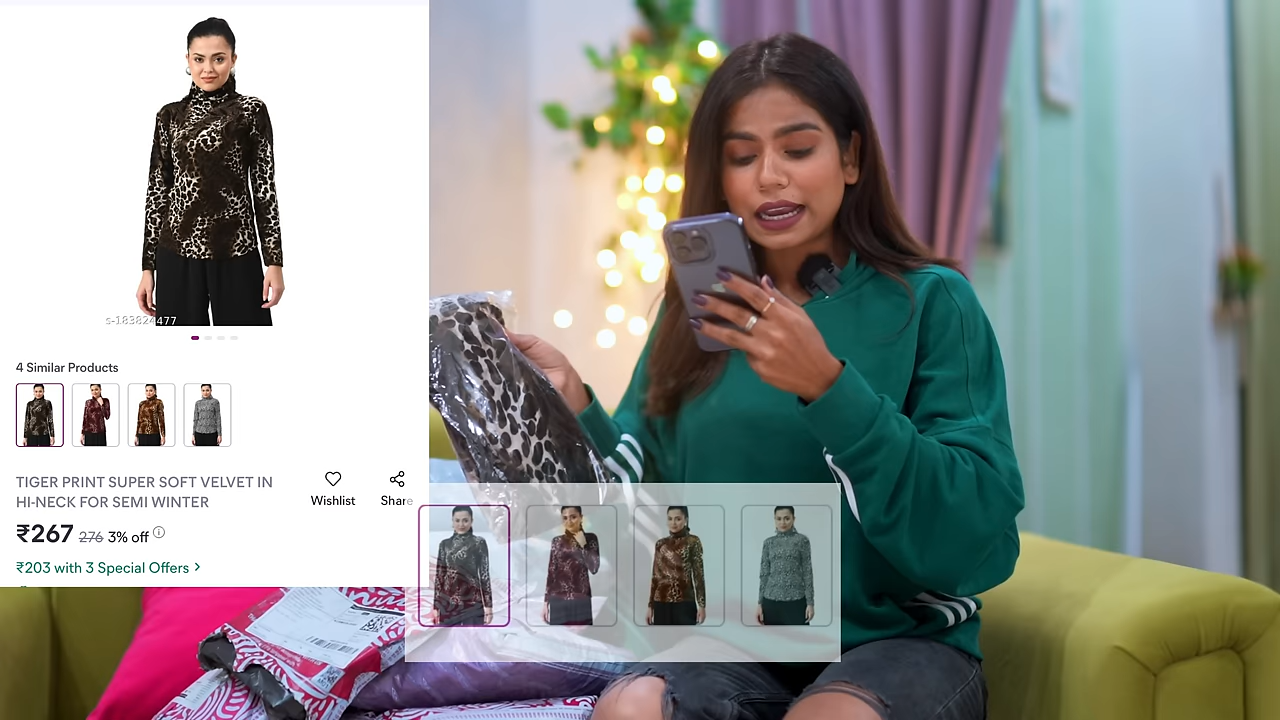 s-183824477
4 Similar Products
TIGER PRINT SUPER SOFT VELVET IN
HI-NECK FOR SEMI WINTER
Wishlist
Share
₹267 276 3% off
₹203 with 3 Special Offers >